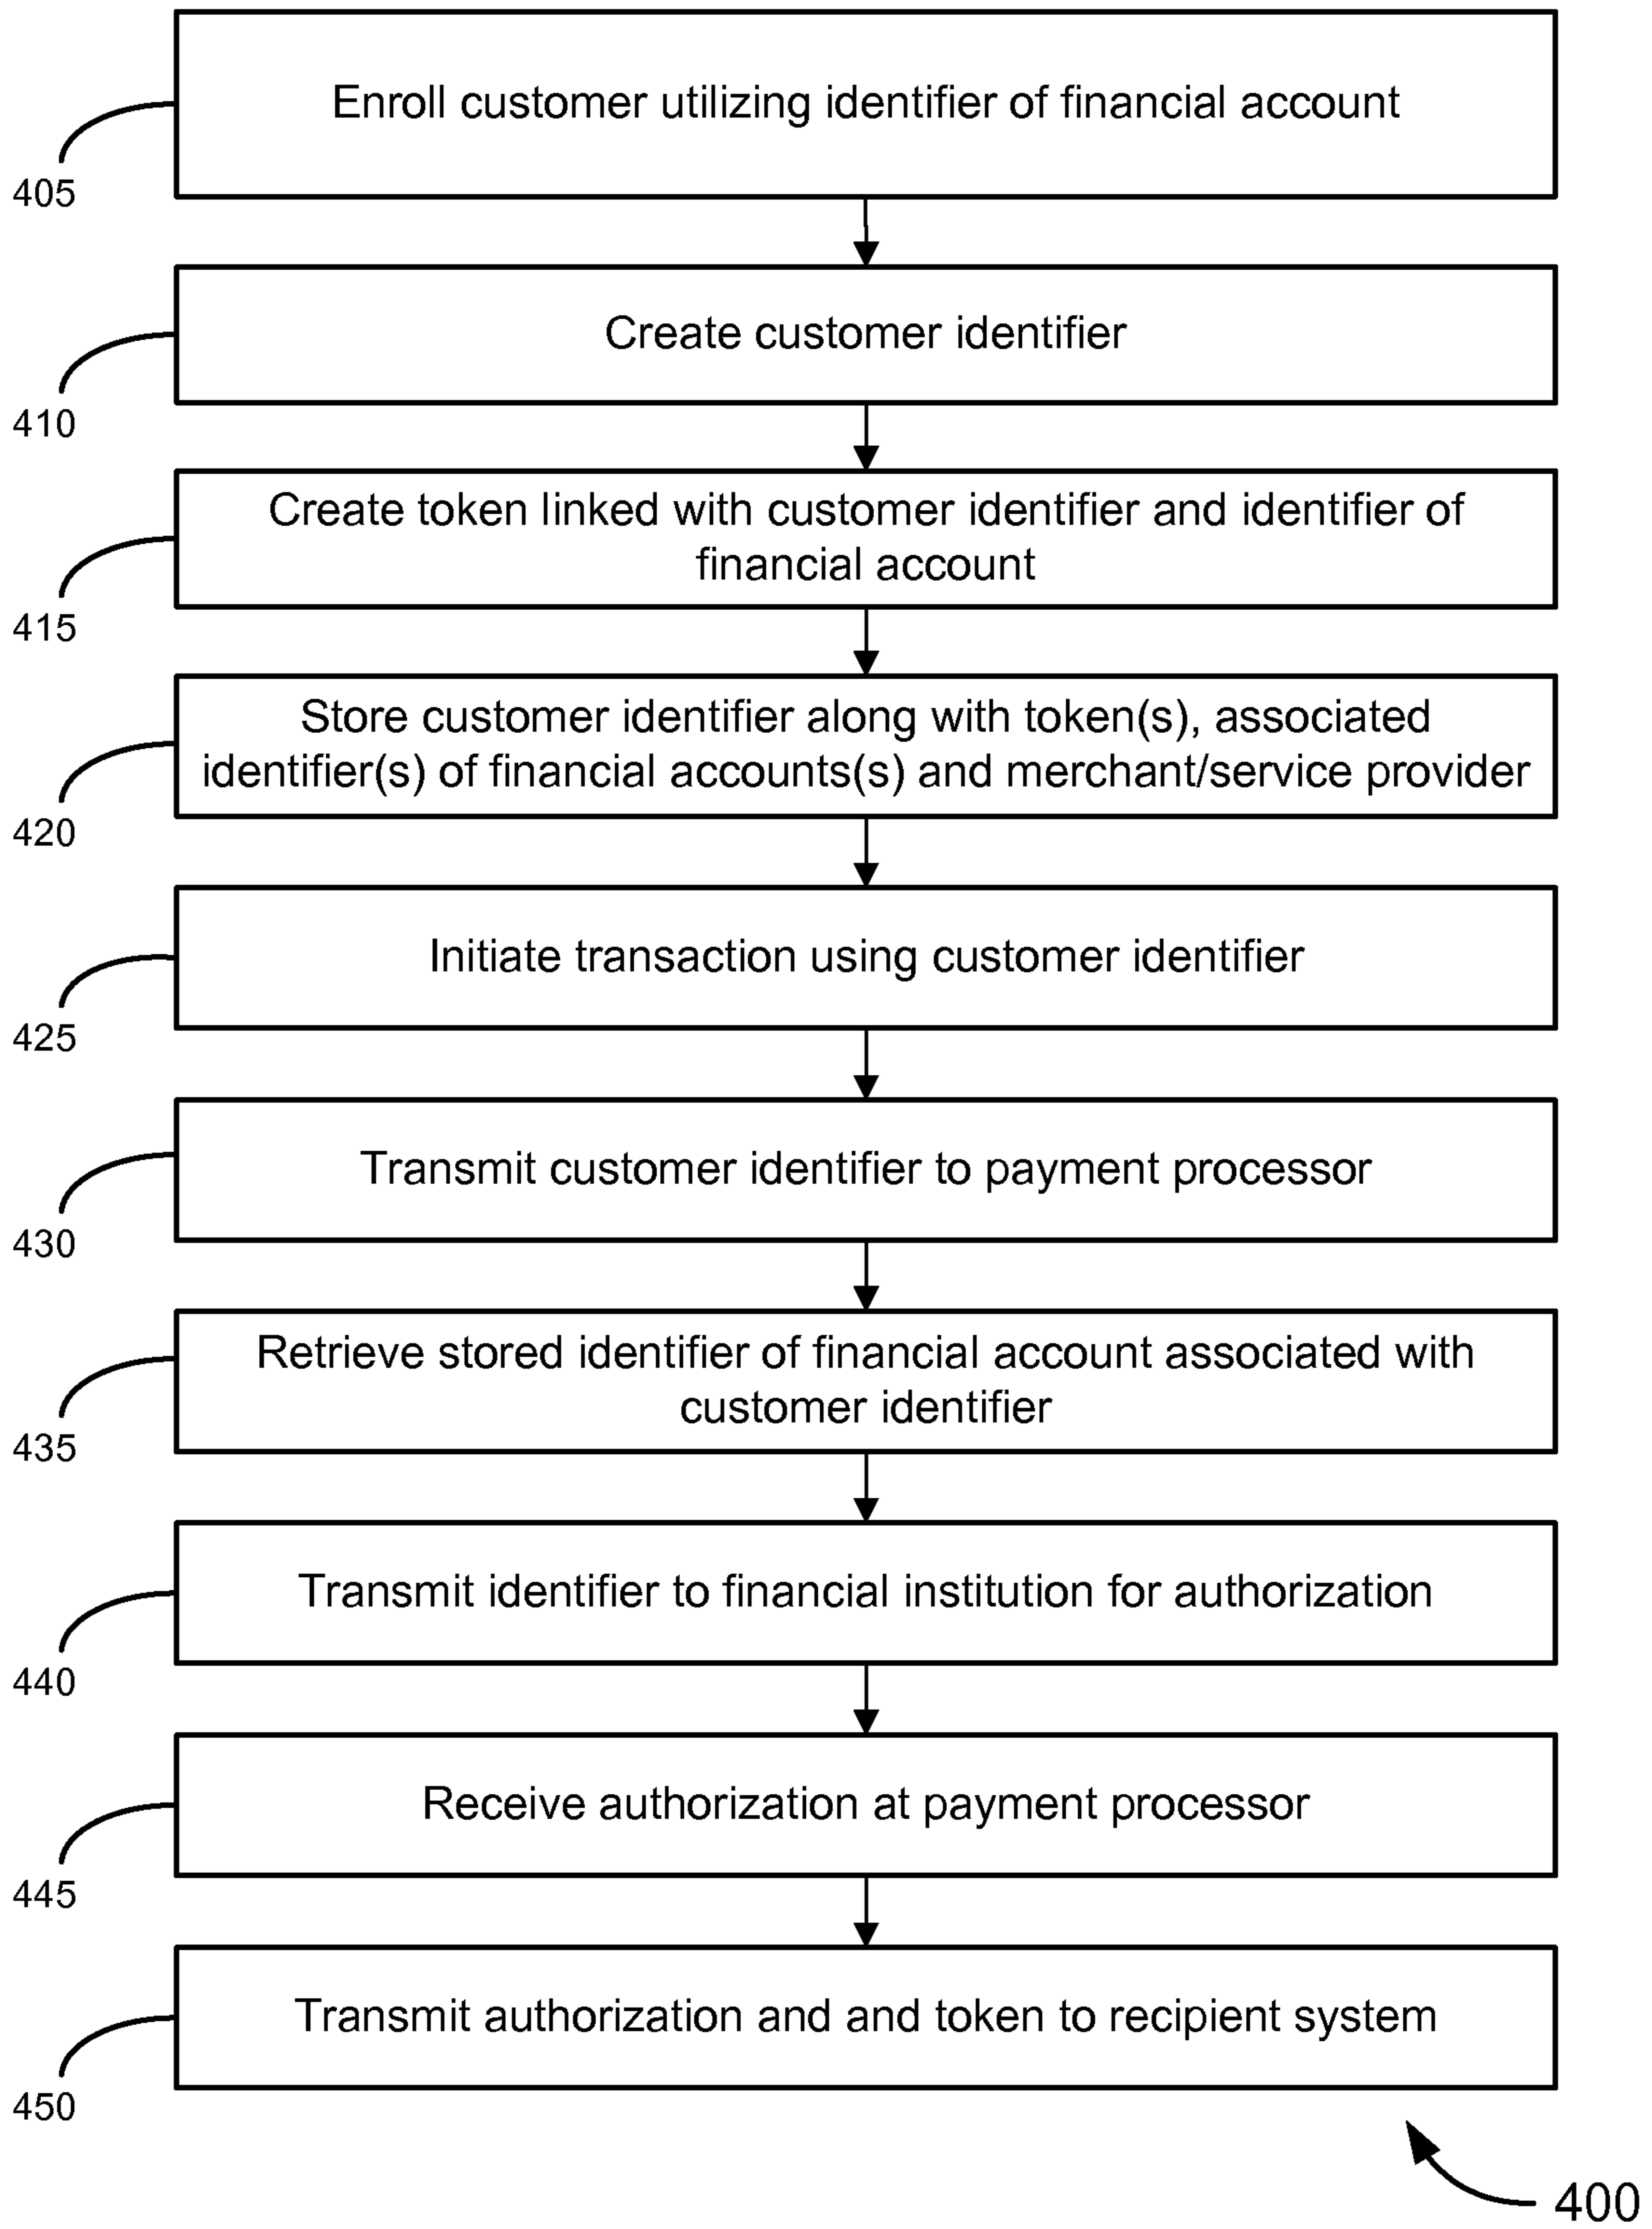 Enroll customer utilizing identifier of financial account
405
Create customer identifier
410
Create token linked with customer identifier and identifier of
financial account
415
Store customer identifier along with token(s), associated
identifier(s) of financial accounts(s) and merchant/service provider
420
Initiate transaction using customer identifier
425
Transmit customer identifier to payment processor
430
Retrieve stored identifier of financial account associated with
customer identifier
435
Transmit identifier to financial institution for authorization
440
Receive authorization at payment processor
445
Transmit authorization and and token to recipient system
450
400